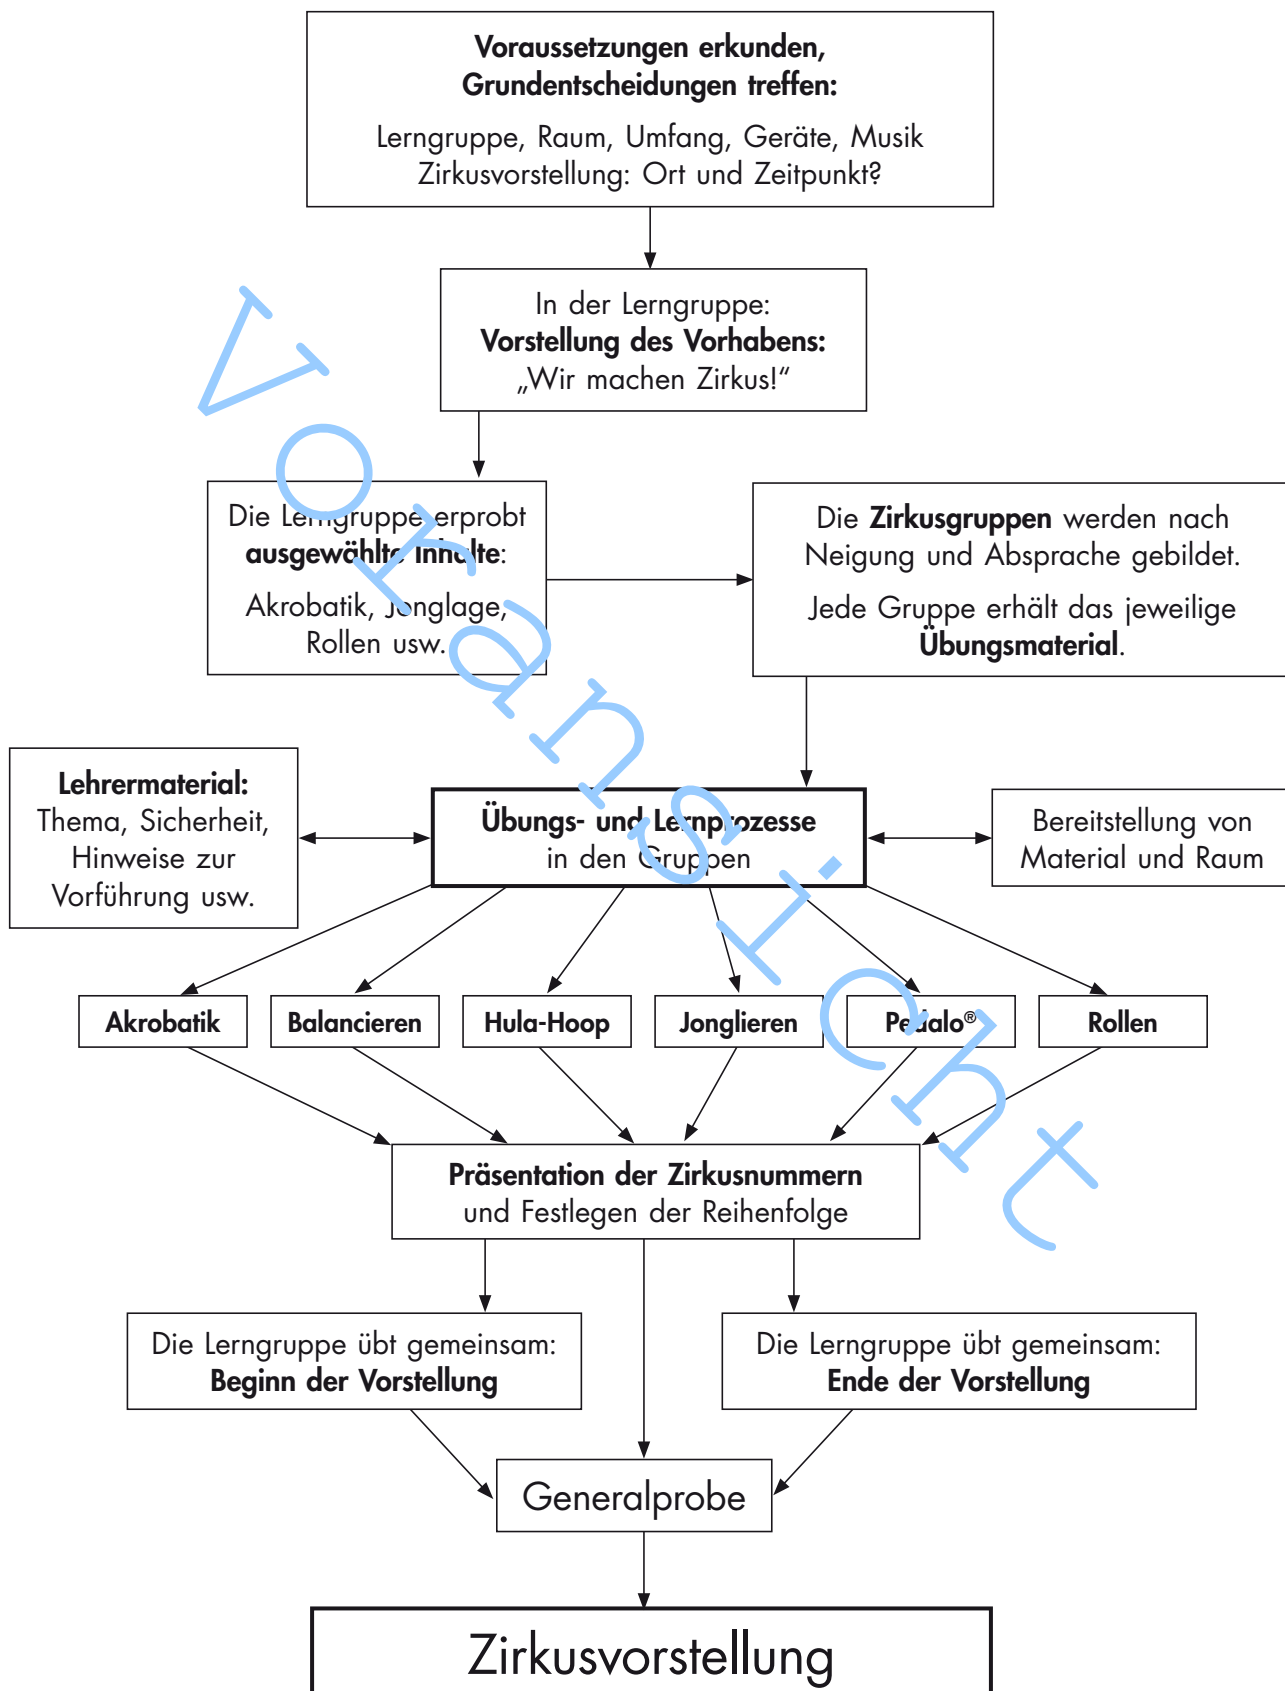 Voraussetzungen erkunden,
Grundentscheidungen treffen:
Lerngruppe, Raum, Umfang, Geräte, Musik
Zirkusvorstellung: Ort und Zeitpunkt?
In der Lerngruppe:
Vorstellung des Vorhabens:
„Wir machen Zirkus!“
Die Lerngruppe erprobt
ausgewählte Inhalte:
Akrobatik, Jonglage,
Rollen usw.
Die Zirkusgruppen werden nach
Neigung und Absprache gebildet.
Jede Gruppe erhält das jeweilige
Übungsmaterial.
Lehrermaterial:
Thema, Sicherheit,
Hinweise zur
Vorführung usw.
Übungs- und Lernprozesse
in den Gruppen
Bereitstellung von
Material und Raum
Akrobatik
Balancieren
Hula-Hoop
Jonglieren
Pedalo®
Rollen
Präsentation der Zirkusnummern
und Festlegen der Reihenfolge
Die Lerngruppe übt gemeinsam:
Beginn der Vorstellung
Die Lerngruppe übt gemeinsam:
Ende der Vorstellung
Generalprobe
Zirkusvorstellung
Voransicht